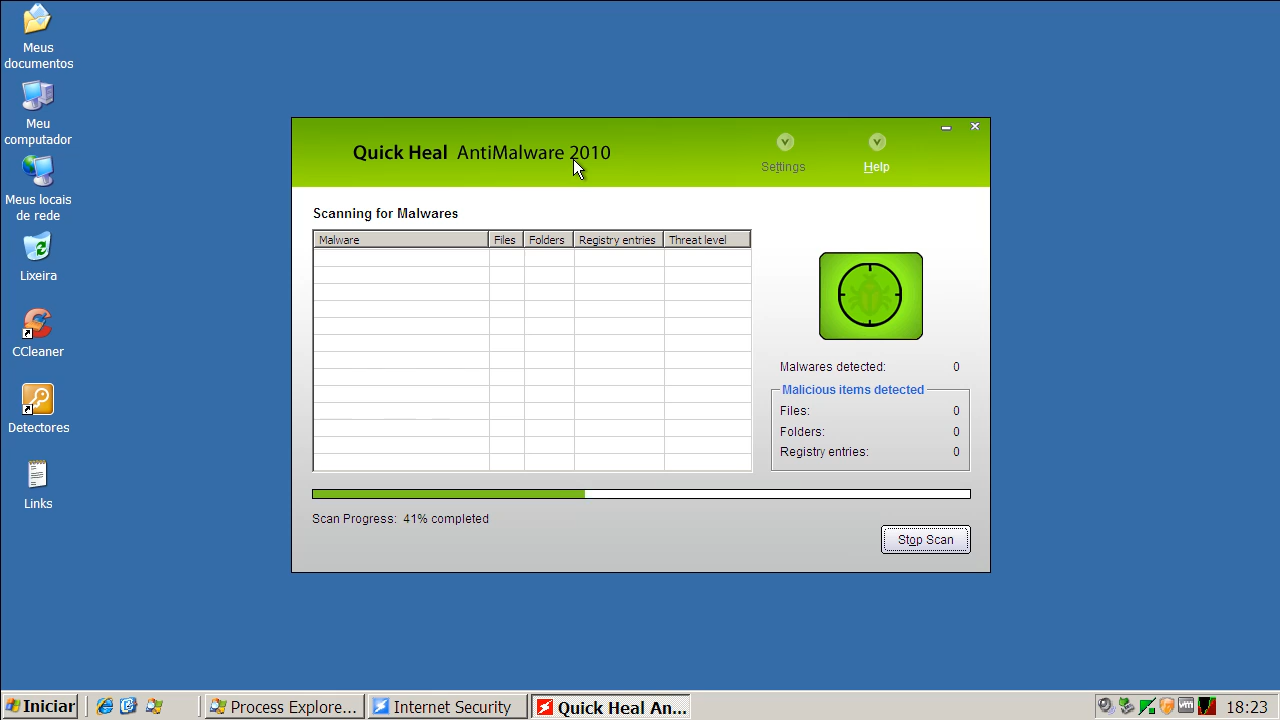 Meus
documentos
Meu
computador
Meus locais
de rede
Lixeira
CCleaner
Detectores
Links
Quick Heal AntiMalware 2010
Settings
Help
Scanning for Malwares
Malware Files Folders Registry entries Threat level
Malwares detected: 0
Malicious items detected
Files: 0
Folders: 0
Registry entries: 0
Scan Progress: 41% completed
Stop Scan
Iniciar
Process Explore...
Internet Security
Quick Heal An...
vm
18:23